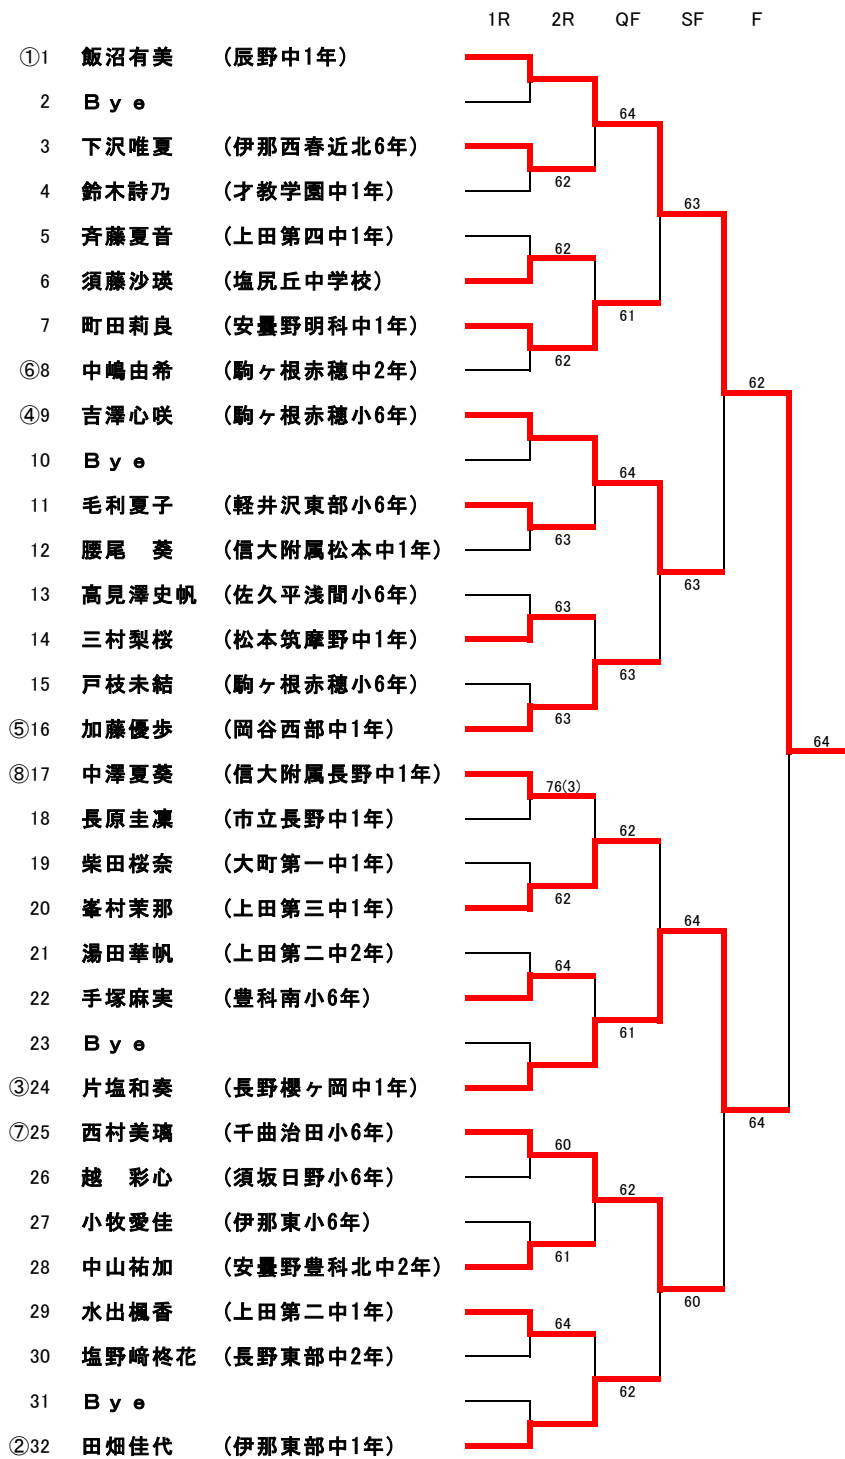 1R 2R QF SF F
①1 飯沼有美 (辰野中1年)
2 Bye
64
3 下沢唯夏 (伊那西春近北6年)
62
4 鈴木詩乃 (才教学園中1年)
63
5 斉藤夏音 (上田第四中1年)
62
6 須藤沙瑛 (塩尻丘中学校)
61
7 町田莉良 (安曇野明科中1年)
62
⑥8 中嶋由希 (駒ヶ根赤穂中2年)
62
④9 吉澤心咲 (駒ヶ根赤穂小6年)
10 Bye
64
11 毛利夏子 (軽井沢東部小6年)
63
12 腰尾 葵 (信大附属松本中1年)
63
13 高見澤史帆 (佐久平浅間小6年)
63
14 三村梨桜 (松本筑摩野中1年)
63
15 戸枝未結 (駒ヶ根赤穂小6年)
63
⑤16 加藤優歩 (岡谷西部中1年)
64
⑧17 中澤夏葵 (信大附属長野中1年)
76(3)
18 長原圭凜 (市立長野中1年)
62
19 柴田桜奈 (大町第一中1年)
62
20 峯村茉那 (上田第三中1年)
64
21 湯田華帆 (上田第二中2年)
64
22 手塚麻実 (豊科南小6年)
61
23 Bye
③24 片塩和奏 (長野櫻ヶ岡中1年)
64
⑦25 西村美璃 (千曲治田小6年)
60
26 越 彩心 (須坂日野小6年)
62
27 小牧愛佳 (伊那東小6年)
61
28 中山祐加 (安曇野豊科北中2年)
60
29 水出楓香 (上田第二中1年)
64
30 塩野﨑柊花 (長野東部中2年)
62
31 Bye
②32 田畑佳代 (伊那東部中1年)